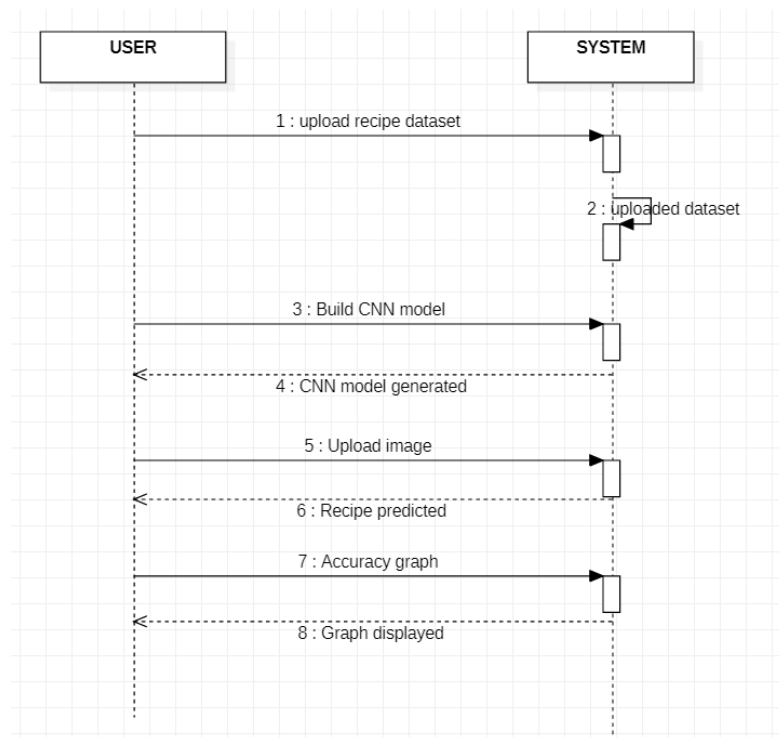 USER
SYSTEM
1 : upload recipe dataset
2 : uploaded dataset
3 : Build CNN model
4 : CNN model generated
5 : Upload image
6 : Recipe predicted
7 : Accuracy graph
8 : Graph displayed